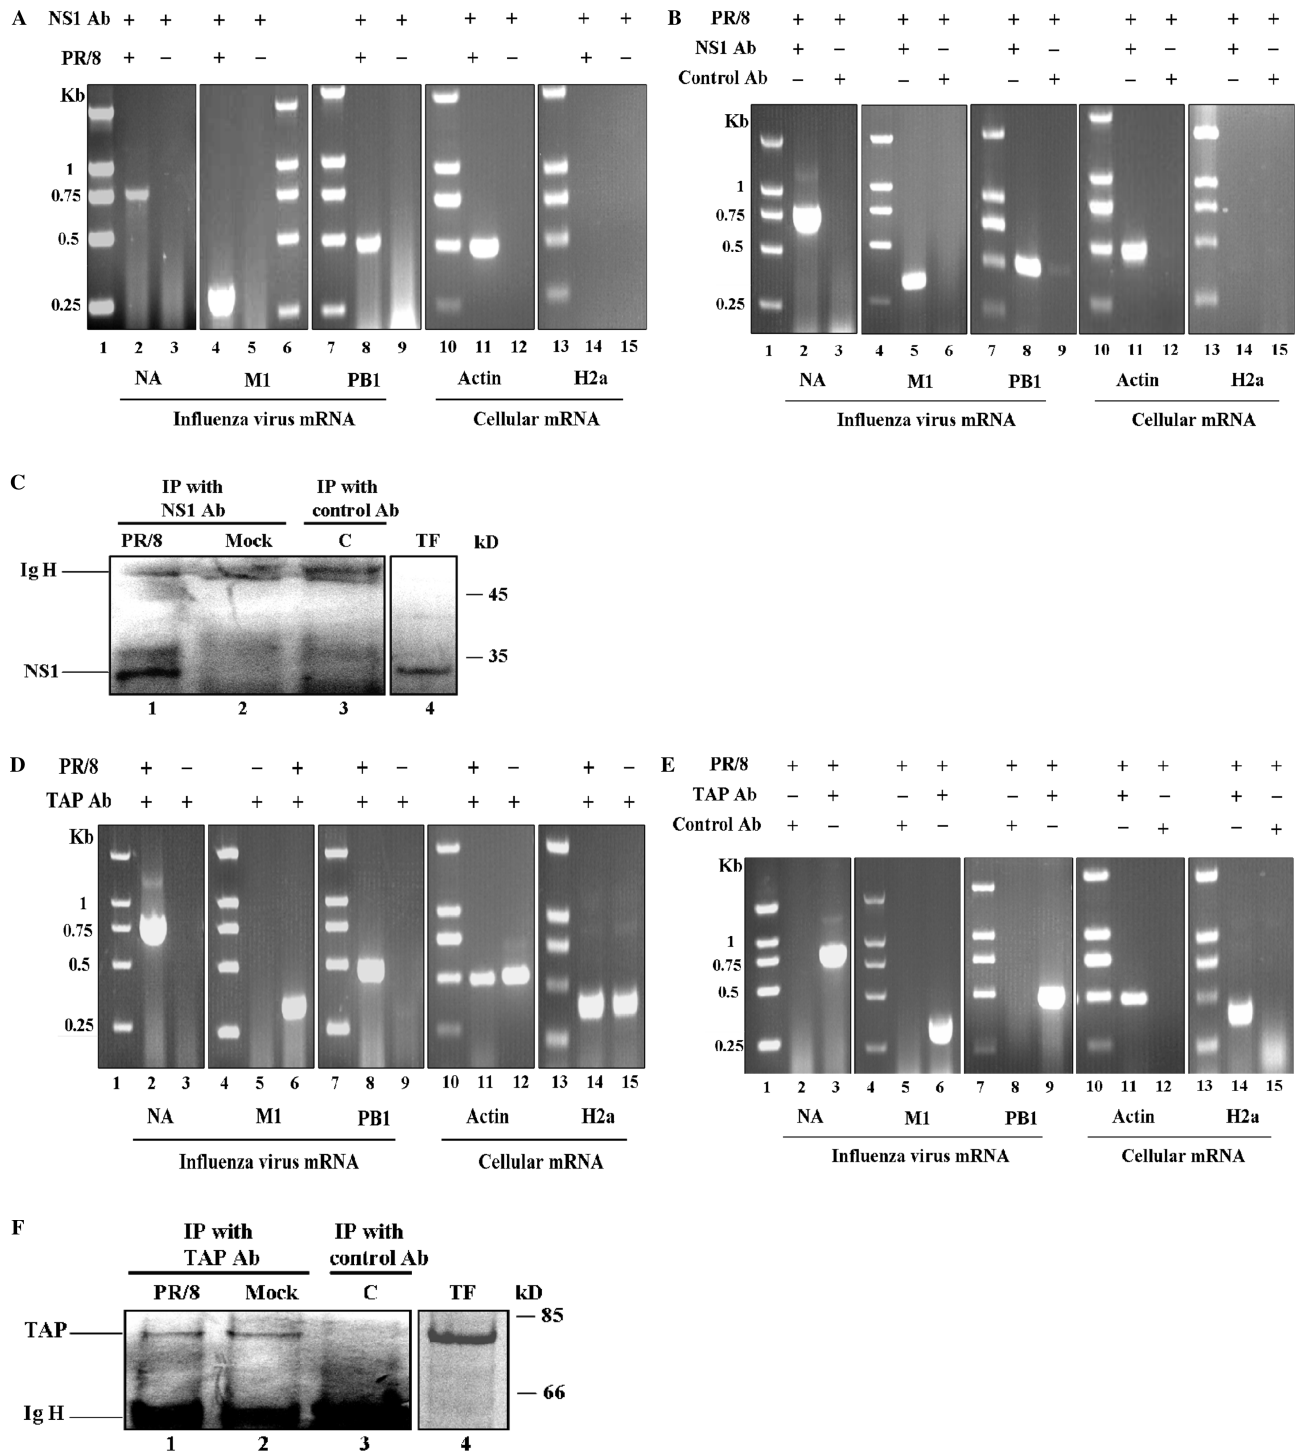 A
NS1 Ab + – + + + + + + + +
PR/8 + – + – + – + – + –
Kb
1
0.75
0.5
0.25
1 2 3 4 5 6 7 8 9 10 11 12 13 14 15
NA M1 PB1 Actin H2a
Influenza virus mRNA Cellular mRNA
B
PR/8 + + + + + + + + + +
NS1 Ab + – + – + – + – + –
Control Ab – + – + – + – + – +
Kb
1
0.75
0.5
0.25
1 2 3 4 5 6 7 8 9 10 11 12 13 14 15
NA M1 PB1 Actin H2a
Influenza virus mRNA Cellular mRNA
C
IP with NS1 Ab
IP with control Ab
PR/8 Mock C TF kD
Ig H
45
35
NS1
1 2 3 4
D
PR/8 + – – + + – + – + –
TAP Ab + + + + + + + + + +
Kb
1
0.75
0.5
0.25
1 2 3 4 5 6 7 8 9 10 11 12 13 14 15
NA M1 PB1 Actin H2a
Influenza virus mRNA Cellular mRNA
E
PR/8 + + + + + + + + + +
TAP Ab – + – + – + + – + –
Control Ab + – + – + – – + – +
Kb
1
0.75
0.5
0.25
1 2 3 4 5 6 7 8 9 10 11 12 13 14 15
NA M1 PB1 Actin H2a
Influenza virus mRNA Cellular mRNA
F
IP with TAP Ab
IP with control Ab
PR/8 Mock C TF kD
85
TAP
66
Ig H
1 2 3 4